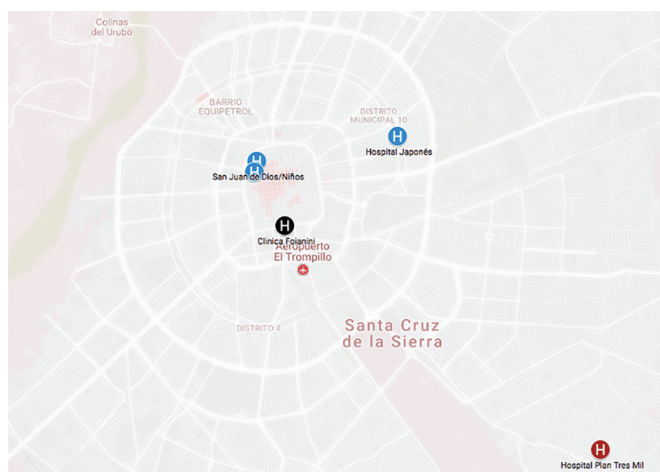 Colinas
del Urubó
BARRIO
EQUIPETROL
DISTRITO
MUNICIPAL 10
H
Hospital Japonés
H
H
San Juan de Dios/Niños
H
Clinica Foianini
Aeropuerto
El Trompillo
DISTRITO 4
Santa Cruz
de la Sierra
H
Hospital Plan Tres Mil